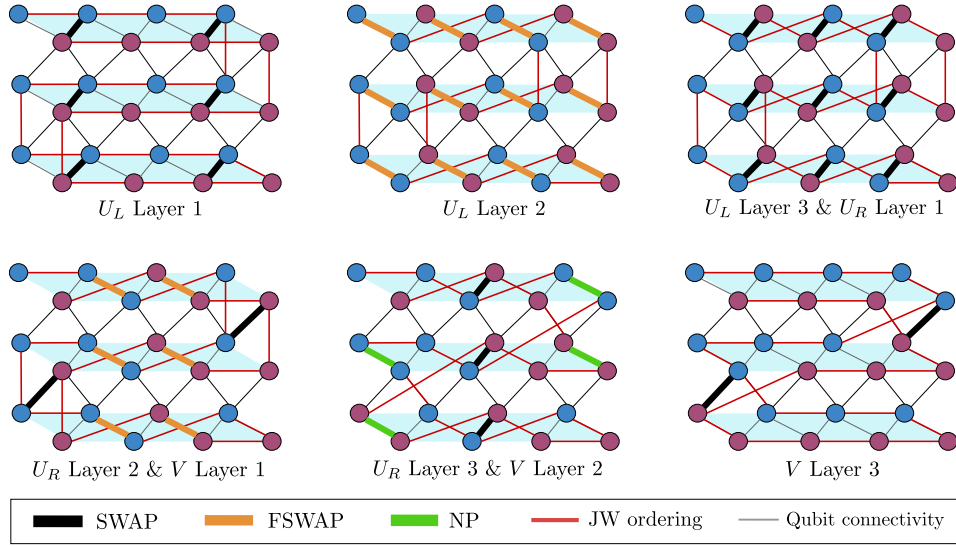 U_L Layer 1
U_L Layer 2
U_L Layer 3 & U_R Layer 1
U_R Layer 2 & V Layer 1
U_R Layer 3 & V Layer 2
V Layer 3
SWAP FSWAP NP JW ordering Qubit connectivity